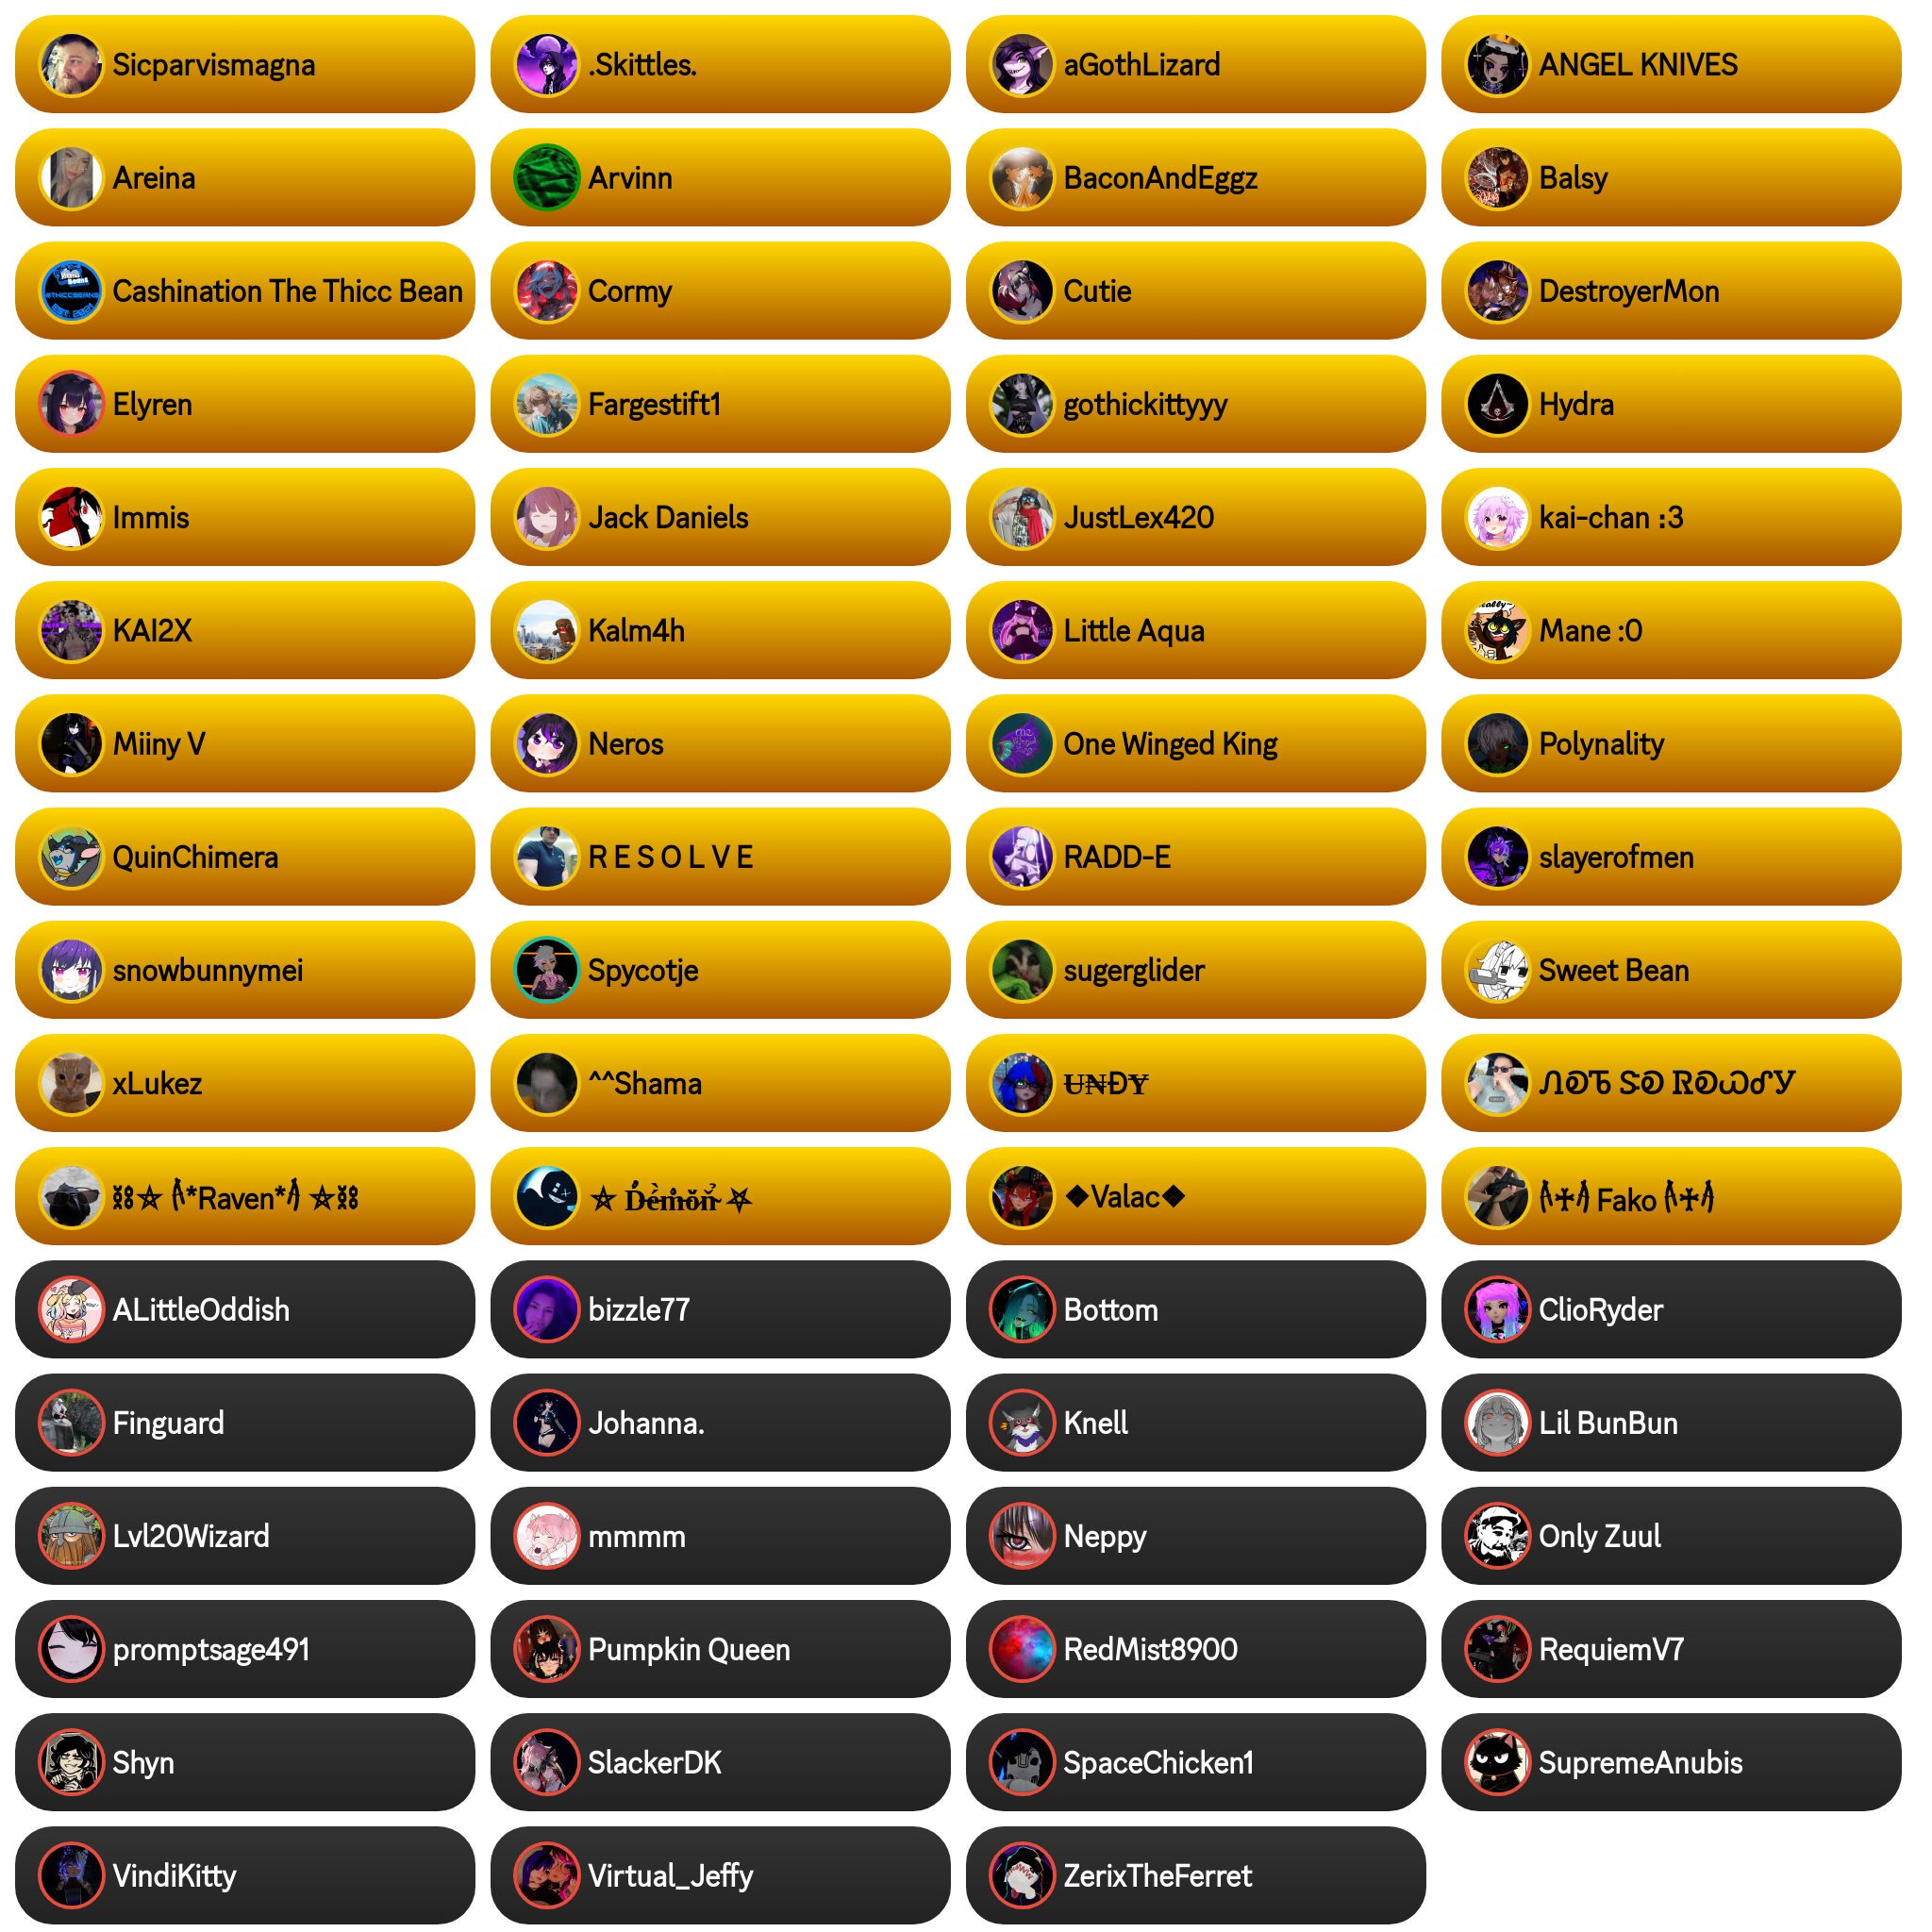 Sicparvismagna
.Skittles.
aGothLizard
ANGEL KNIVES
Areina
Arvinn
BaconAndEggz
Balsy
Cashination The Thicc Bean
Cormy
Cutie
DestroyerMon
Elyren
Fargestift1
gothickittyyy
Hydra
Immis
Jack Daniels
JustLex420
kai-chan :3
KAI2X
Kalm4h
Little Aqua
Mane :0
Miiny V
Neros
One Winged King
Polynality
QuinChimera
R E S O L V E
RADD-E
slayerofmen
snowbunnymei
Spycotje
sugerglider
Sweet Bean
xLukez
^^Shama
*Raven*
❖Valac❖
Fako
ALittleOddish
bizzle77
Bottom
ClioRyder
Finguard
Johanna.
Knell
Lil BunBun
Lvl20Wizard
mmmm
Neppy
Only Zuul
promptsage491
Pumpkin Queen
RedMist8900
RequiemV7
Shyn
SlackerDK
SpaceChicken1
SupremeAnubis
VindiKitty
Virtual_Jeffy
ZerixTheFerret